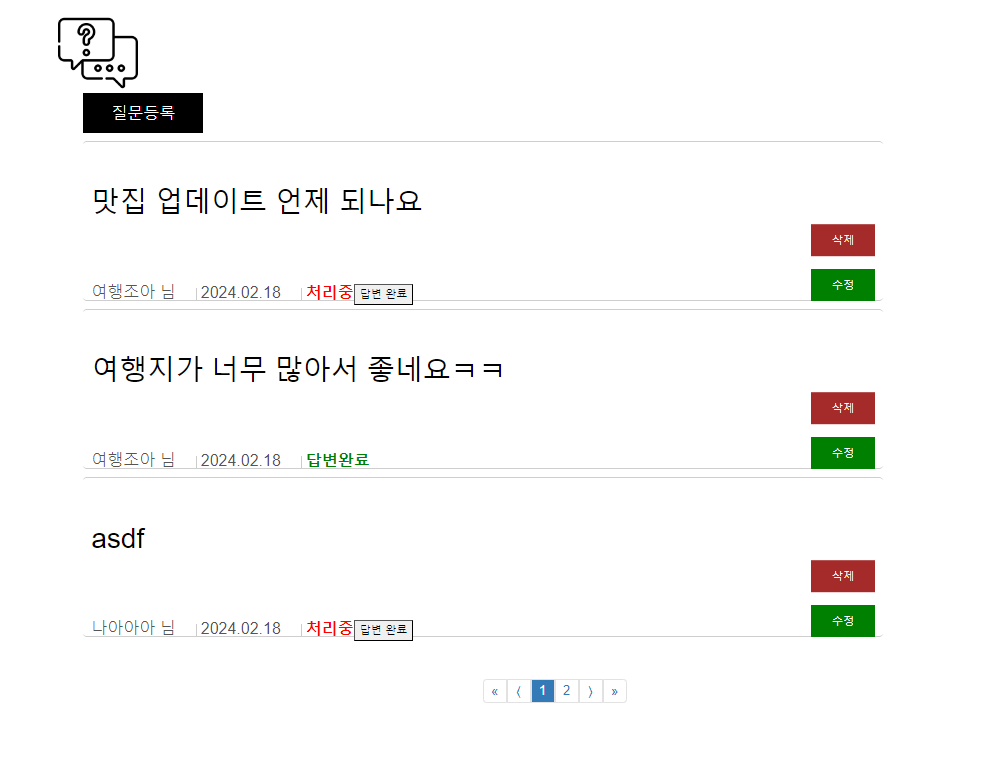 ?
질문등록
맛집 업데이트 언제 되나요
삭제
여행조아 님 2024.02.18 처리중 답변 완료
수정
여행지가 너무 많아서 좋네요ㅋㅋ
삭제
여행조아 님 2024.02.18 답변완료
수정
asdf
삭제
나아아아 님 2024.02.18 처리중 답변 완료
수정
« ⟨ 1 2 ⟩ »